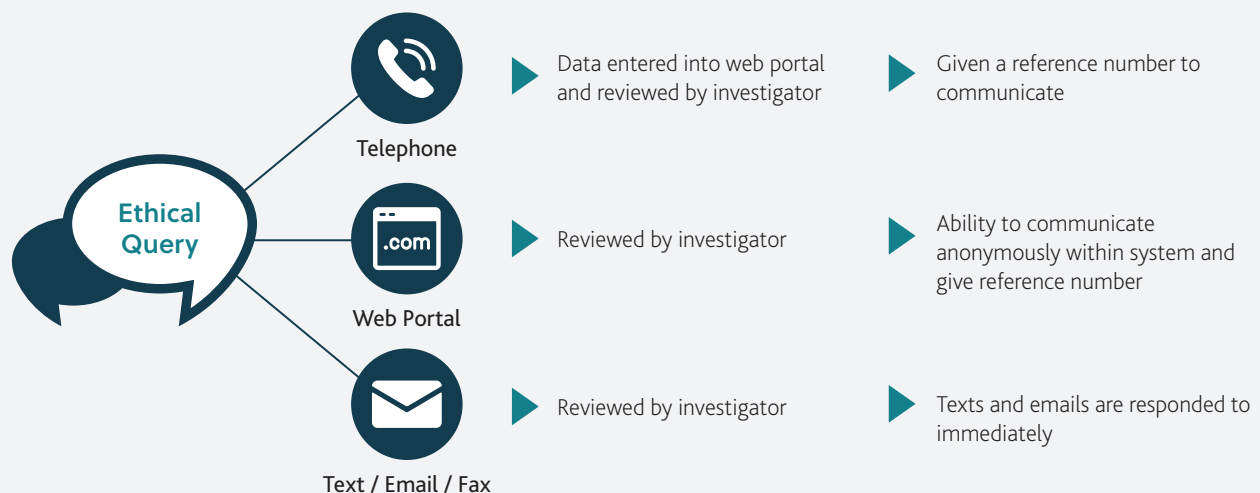 Ethical
Query
Telephone
Data entered into web portal
and reviewed by investigator
Given a reference number to
communicate
.com
Web Portal
Reviewed by investigator
Ability to communicate
anonymously within system and
give reference number
Text / Email / Fax
Reviewed by investigator
Texts and emails are responded to
immediately